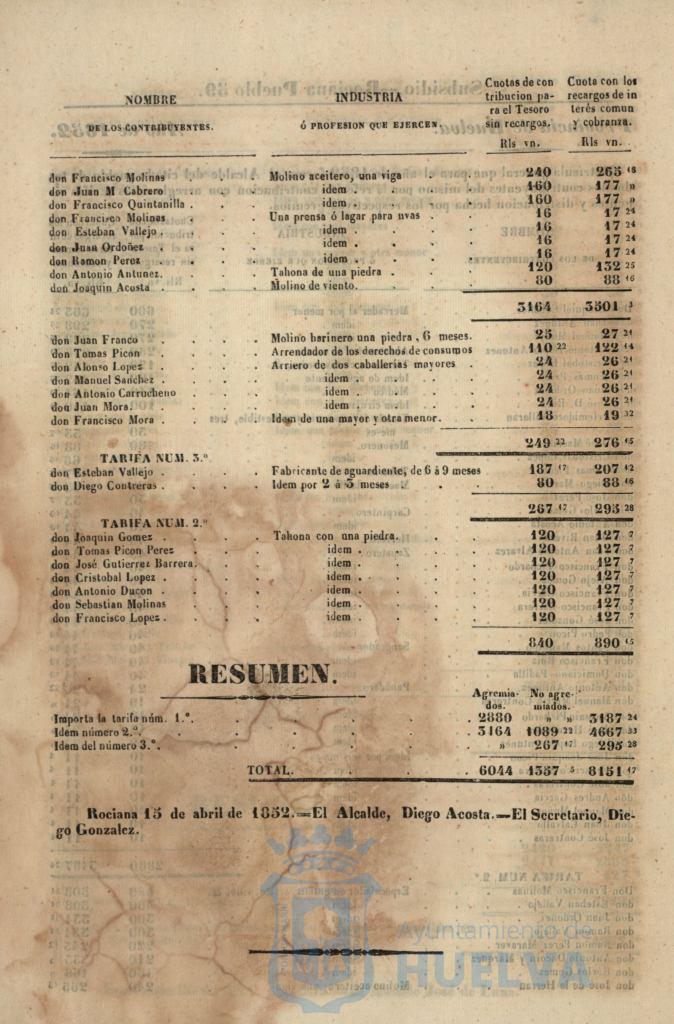 NOMBRE INDUSTRIA Cuotas de contribucion para el Tesoro sin recargos. Cuota con los recargos de interés comun y cobranza.
DE LOS CONTRIBUYENTES. Ó PROFESION QUE EJERCEN. Rls vn. Rls vn.
don Francisco Molinas Molino aceitero, una viga . . 240 265 18
don Juan M Cabrero . . . idem . . . . 160 177 »
don Francisco Quintanilla . . . idem . . . . 160 177 »
don Francisco Molinas . . Una prensa ó lagar para uvas . . 16 17 24
don Esteban Vallejo . . . idem . . . . 16 17 24
don Juan Ordoñez . . . idem . . . . 16 17 24
don Ramon Perez . . . idem . . . . 16 17 24
don Antonio Antunez. . . Tahona de una piedra . . . 120 132 25
don Joaquin Acosta . . . Molino de viento. . . 80 88 16
3164 3501 3
don Juan Franco . . . . Molino harinero una piedra, 6 meses. 25 27 21
don Tomas Picon . . . . Arrendador de los derechos de consumos 110 22 122 14
don Alonso Lopez . . . . Arriero de dos caballerias mayores . 24 26 21
don Manuel Sanchez . . . . idem . . . . 24 26 21
don Antonio Carrucheno . . . idem . . . . 24 26 21
don Juan Mora. . . . . idem . . . . 24 26 21
don Francisco Mora . . . . Idem de una mayor y otra menor. . 18 19 32
249 22 276 15
TARIFA NUM. 3.º
don Esteban Vallejo . . . . Fabricante de aguardiente, de 6 á 9 meses 187 17 207 12
don Diego Contreras . . . . Idem por 2 á 3 meses . . . 80 88 16
267 17 295 28
TARIFA NUM. 2.º
don Joaquin Gomez . . . . Tahona con una piedra. . . 120 127 7
don Tomas Picon Perez . . . idem . . . . 120 127 7
don José Gutierrez Barrera. . . idem . . . . 120 127 7
don Cristobal Lopez . . . . idem . . . . 120 127 7
don Antonio Ducon . . . . idem . . . . 120 127 7
don Sebastian Molinas . . . idem . . . . 120 127 7
don Francisco Lopez . . . . idem . . . . 120 127 7
840 890 15
RESUMEN.
Agremiados. No agremiados.
Importa la tarifa núm. 1.º. . . . . . 2880 » » 3187 24
Idem número 2.º. . . . . . 3164 1089 22 4667 33
Idem del número 3.º. . . . . . » 267 17 295 28
TOTAL. . . . . 6044 1357 5 8151 17
Rociana 15 de abril de 1852.—El Alcalde, Diego Acosta.—El Secretario, Die-
go Gonzalez.
Ayuntamiento de
HUELVA